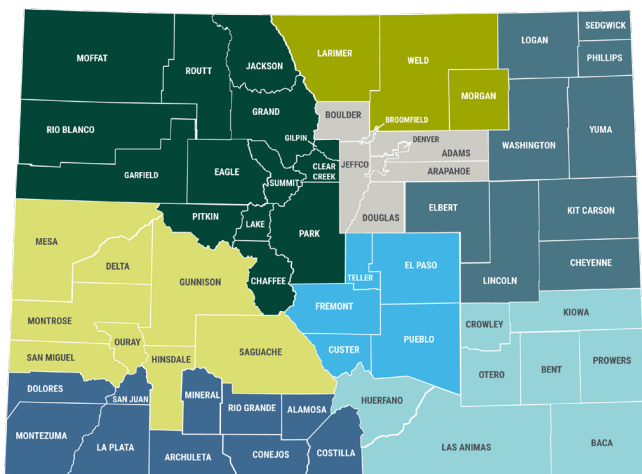 SEDGWICK
LOGAN
LARIMER
MOFFAT
WELD
PHILLIPS
JACKSON
ROUTT
MORGAN
GRAND
BOULDER
BROOMFIELD
RIO BLANCO
YUMA
GILPIN
DENVER
WASHINGTON
ADAMS
JEFFCO
CLEAR
CREEK
EAGLE
ARAPAHOE
GARFIELD
SUMMIT
ELBERT
KIT CARSON
PITKIN
LAKE
DOUGLAS
PARK
MESA
EL PASO
CHEYENNE
DELTA
TELLER
GUNNISON
CHAFFEE
LINCOLN
FREMONT
MONTROSE
KIOWA
CROWLEY
PUEBLO
OURAY
SAGUACHE
CUSTER
SAN MIGUEL
HINSDALE
PROWERS
BENT
OTERO
DOLORES
MINERAL
SAN JUAN
HUERFANO
RIO GRANDE
ALAMOSA
MONTEZUMA
LA PLATA
BACA
LAS ANIMAS
COSTILLA
CONEJOS
ARCHULETA